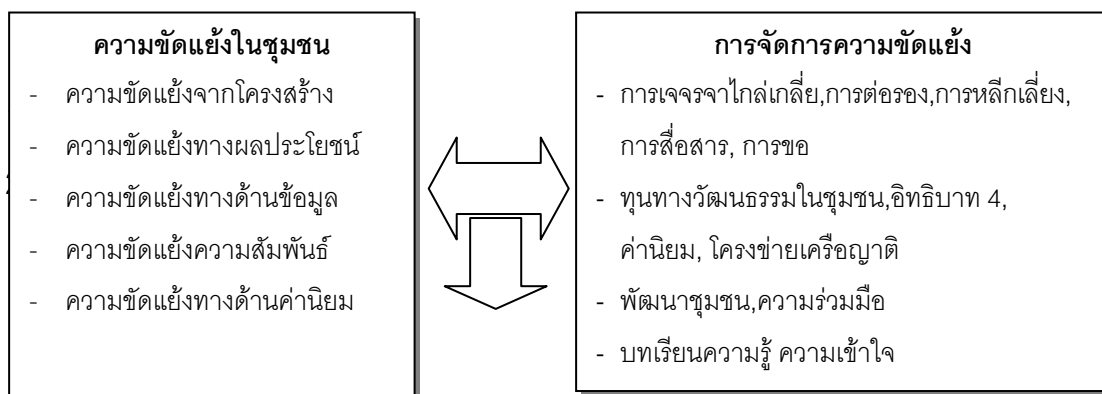 ความขัดแย้งในชุมชน
- ความขัดแย้งจากโครงสร้าง
- ความขัดแย้งทางผลประโยชน์
- ความขัดแย้งทางด้านข้อมูล
- ความขัดแย้งความสัมพันธ์
- ความขัดแย้งทางด้านค่านิยม
การจัดการความขัดแย้ง
- การเจจรจาไกล่เกลี่ย,การต่อรอง,การหลีกเลี่ยง,
การสื่อสาร, การขอ
- ทุนทางวัฒนธรรมในชุมชน,อิทธิบาท 4,
ค่านิยม, โครงข่ายเครือญาติ
- พัฒนาชุมชน,ความร่วมมือ
- บทเรียนความรู้ ความเข้าใจ